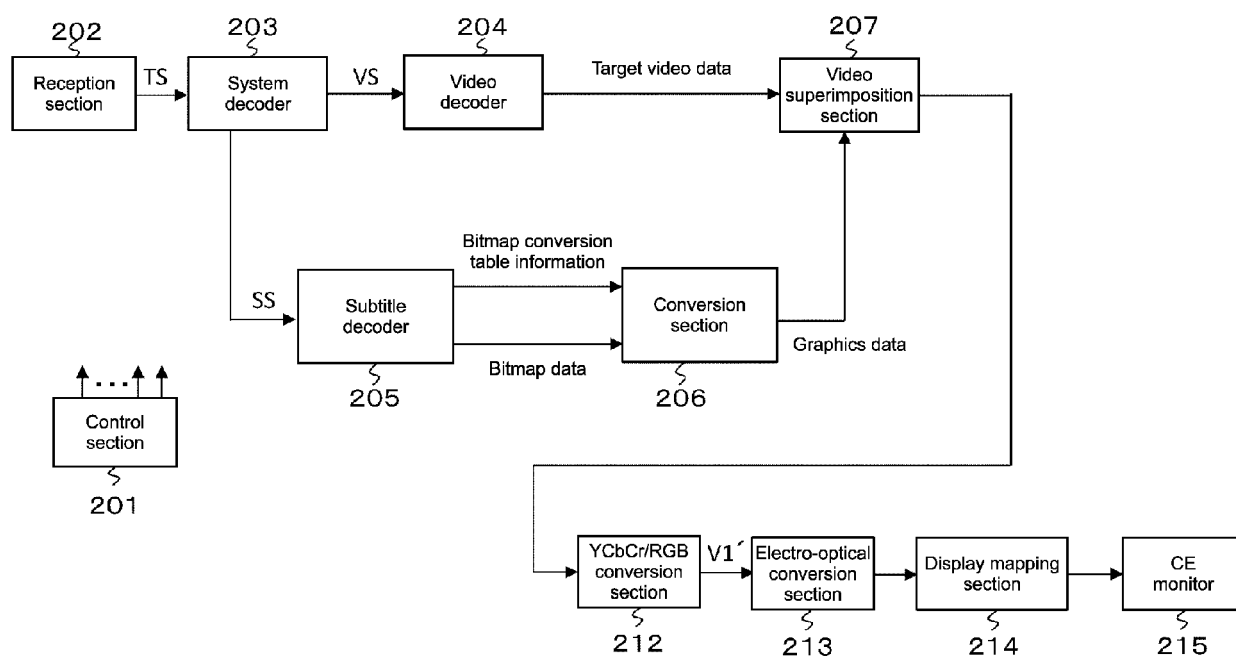 202
203
204
207
Reception
section
TS
System
decoder
VS
Video
decoder
Target video data
Video
superimposition
section
SS
Subtitle
decoder
205
Bitmap conversion
table information
Bitmap data
Conversion
section
206
Graphics data
...
Control
section
201
YCbCr/RGB
conversion
section
212
V1´
Electro-optical
conversion
section
213
Display mapping
section
214
CE
monitor
215